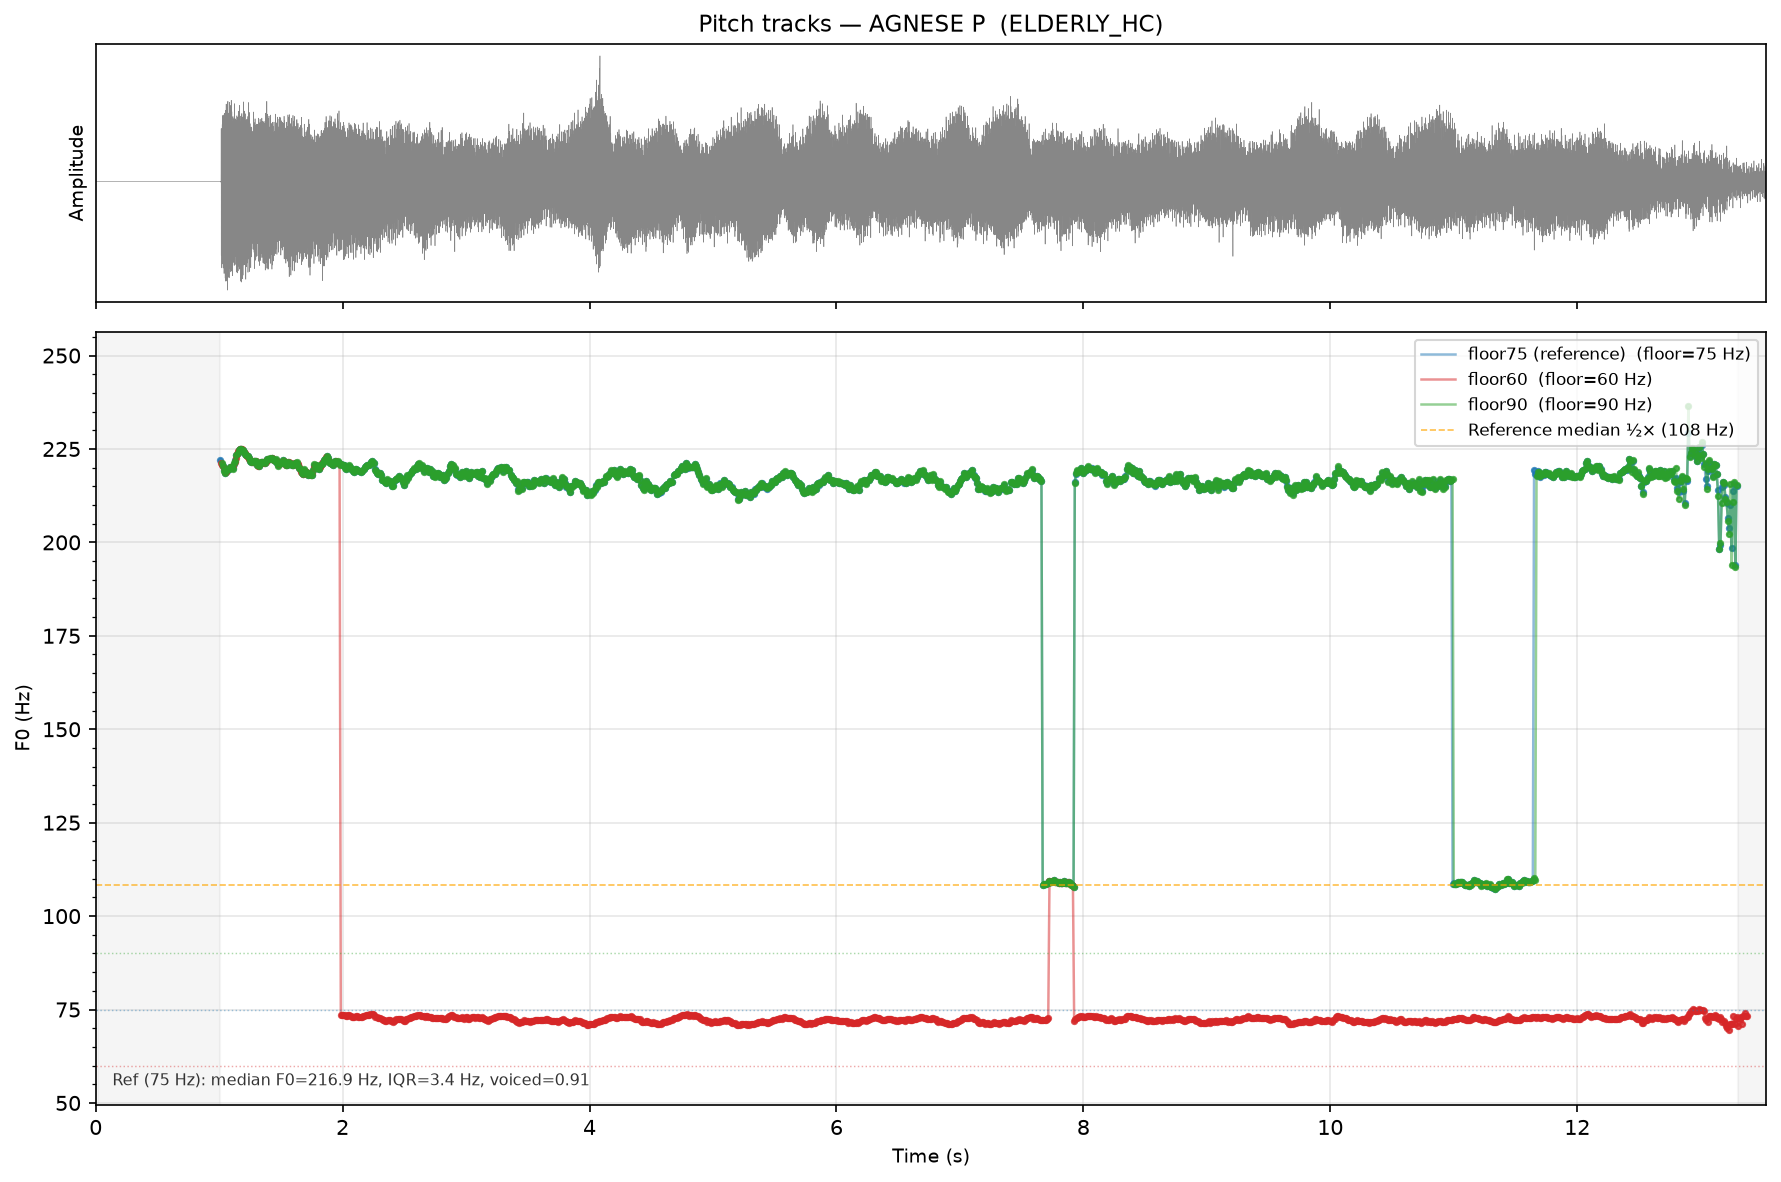 Pitch tracks — AGNESE P  (ELDERLY_HC)
Amplitude
250
225
200
175
150
125
100
75
50
F0 (Hz)
floor75 (reference)  (floor=75 Hz)
floor60  (floor=60 Hz)
floor90  (floor=90 Hz)
Reference median ½× (108 Hz)
Ref (75 Hz): median F0=216.9 Hz, IQR=3.4 Hz, voiced=0.91
0 2 4 6 8 10 12
Time (s)